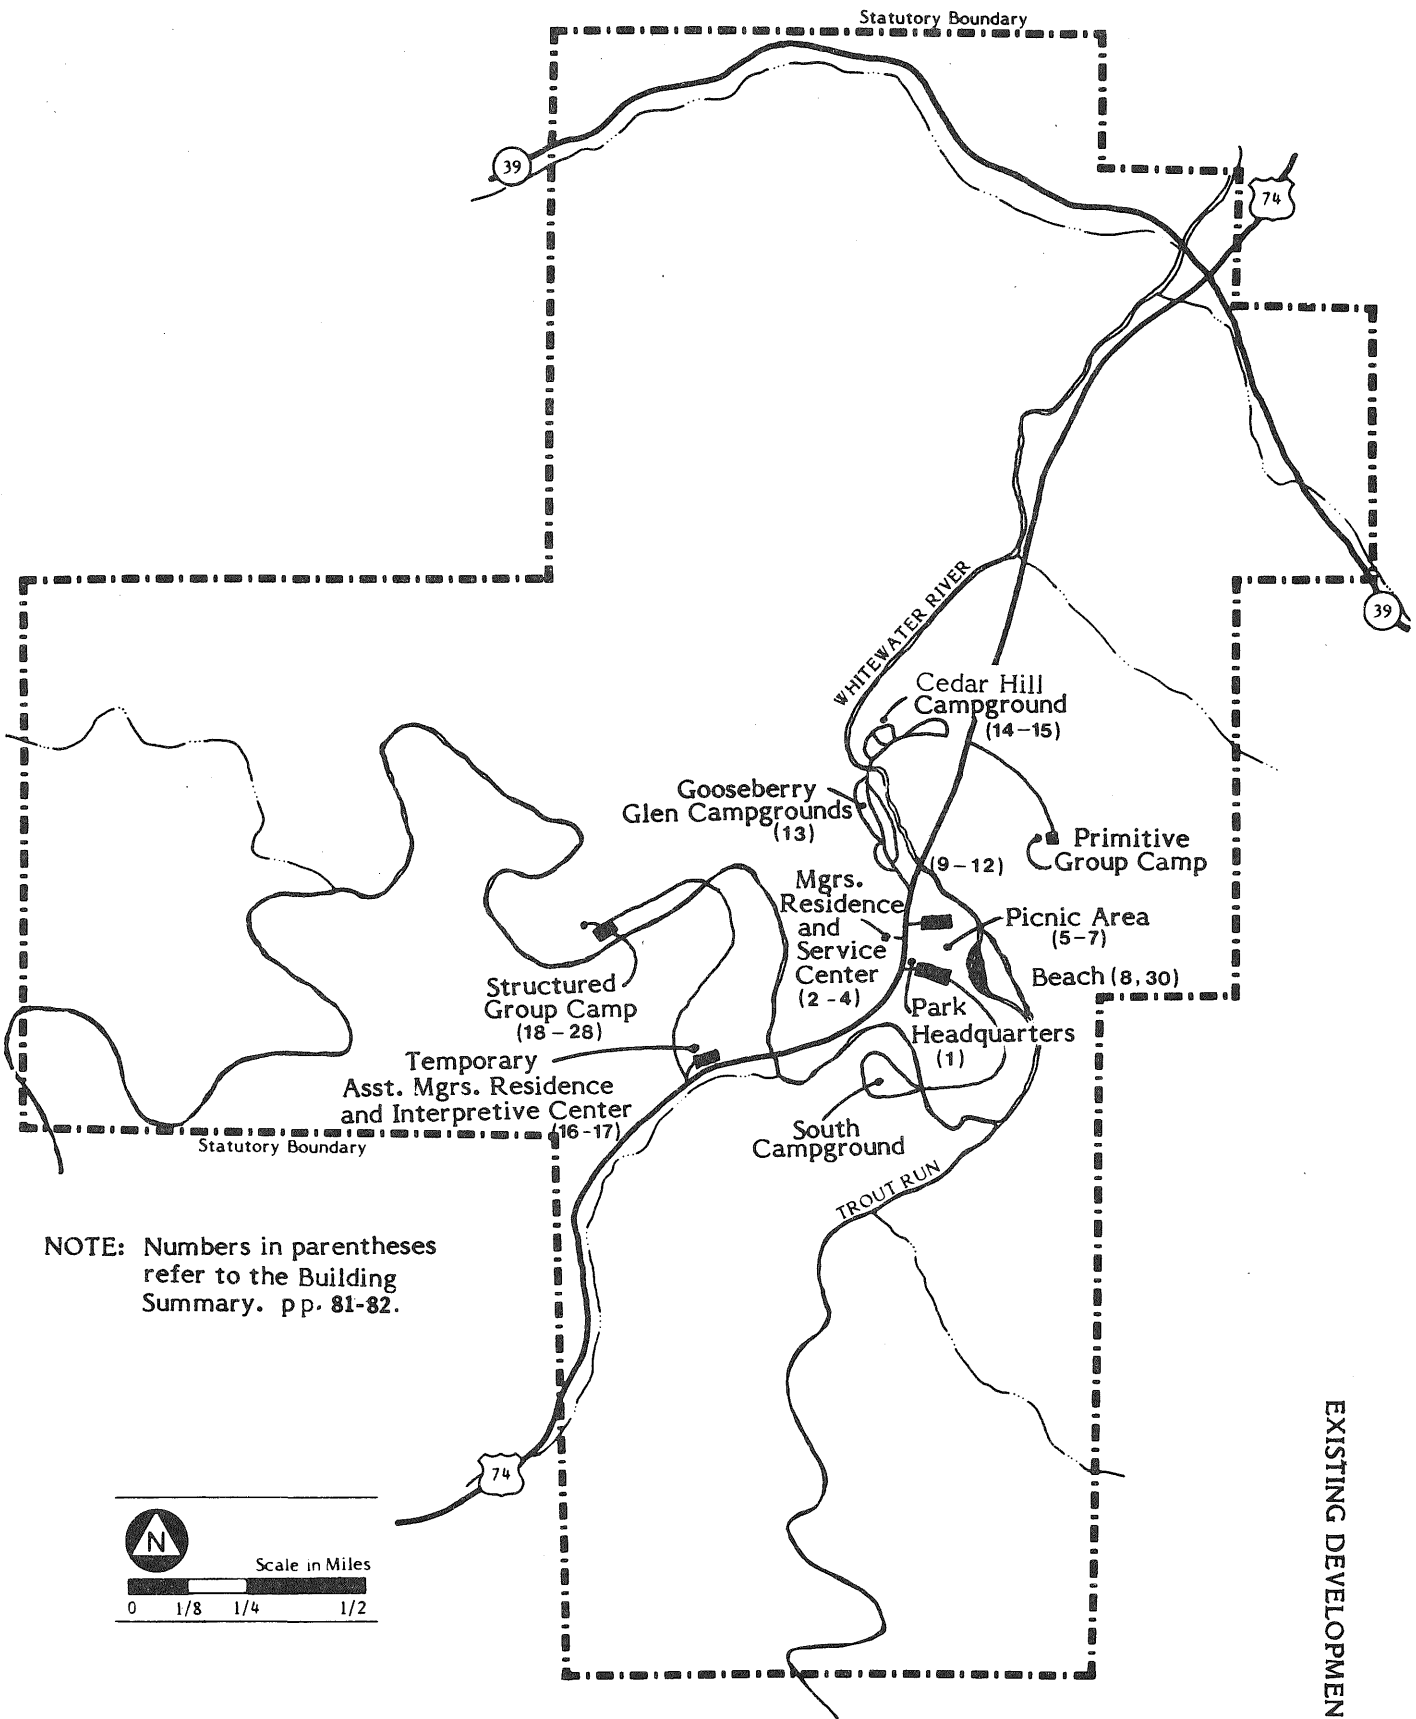 Statutory Boundary
39
74
39
WHITEWATER RIVER
Cedar Hill
Campground
(14-15)
Gooseberry
Glen Campgrounds
(13)
Primitive
Group Camp
(9-12)
Mgrs.
Residence
and
Service
Center
(2-4)
Picnic Area
(5-7)
Beach (8, 30)
Structured
Group Camp
(18-28)
Park
Headquarters
(1)
Temporary
Asst. Mgrs. Residence
and Interpretive Center
(16-17)
South
Campground
Statutory Boundary
TROUT RUN
NOTE: Numbers in parentheses
refer to the Building
Summary. pp. 81-82.
74
N
Scale in Miles
0 1/8 1/4 1/2
EXISTING DEVELOPMEN